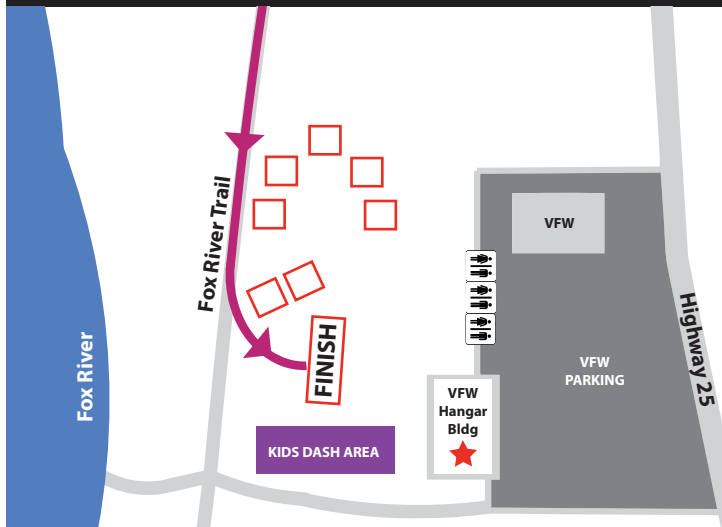 Fox River Trail
VFW
Highway 25
VFW
PARKING
FINISH
Fox River
VFW
Hangar
Bldg
KIDS DASH AREA